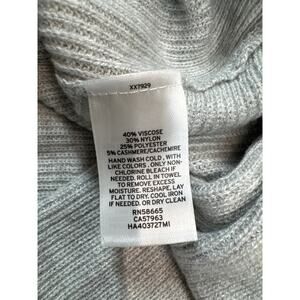 XX7929
40% VISCOSE
30% NYLON
25% POLYESTER
5% CASHMERE/CACHEMIRE
HAND WASH COLD , WITH
LIKE COLORS , ONLY NON-
CHLORINE BLEACH IF
NEEDED. ROLL IN TOWEL
TO REMOVE EXCESS
MOISTURE. RESHAPE, LAY
FLAT TO DRY. COOL IRON
IF NEEDED. OR DRY CLEAN
RN58665
CA57963
HA403727M1